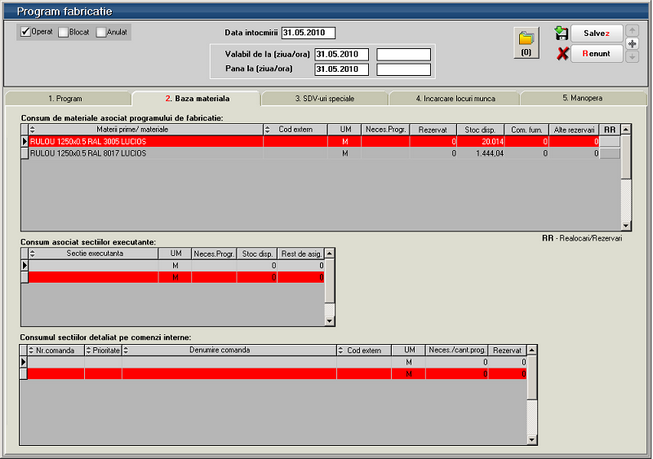 Program fabricatie
Operat Blocat Anulat
Data intocmirii 31.05.2010
Valabil de la (ziua/ora) 31.05.2010
Pana la (ziua/ora) 31.05.2010
(0)
Salvez
Renunt
1. Program 2. Baza materiala 3. SDV-uri speciale 4. Incarcare locuri munca 5. Manopera
Consum de materiale asociat programului de fabricatie:
Materii prime/ materiale Cod extern UM Neces.Progr. Rezervat Stoc disp. Com. furn. Alte rezervari RR
RULOU 1250x0.5 RAL 3005 LUCIOS M 0 20,014 0 0
RULOU 1250x0.5 RAL 8017 LUCIOS M 0 1.444,04 0 0
RR - Realocari/Rezervari
Consum asociat sectiilor executante:
Sectie executanta UM Neces.Progr. Stoc disp. Rest de asig.
M 0 0
M 0 0
Consumul sectiilor detaliat pe comenzi interne:
Nr.comanda Prioritate Denumire comanda Cod extern UM Neces./cant.prog. Rezervat
M 0 0
M 0 0